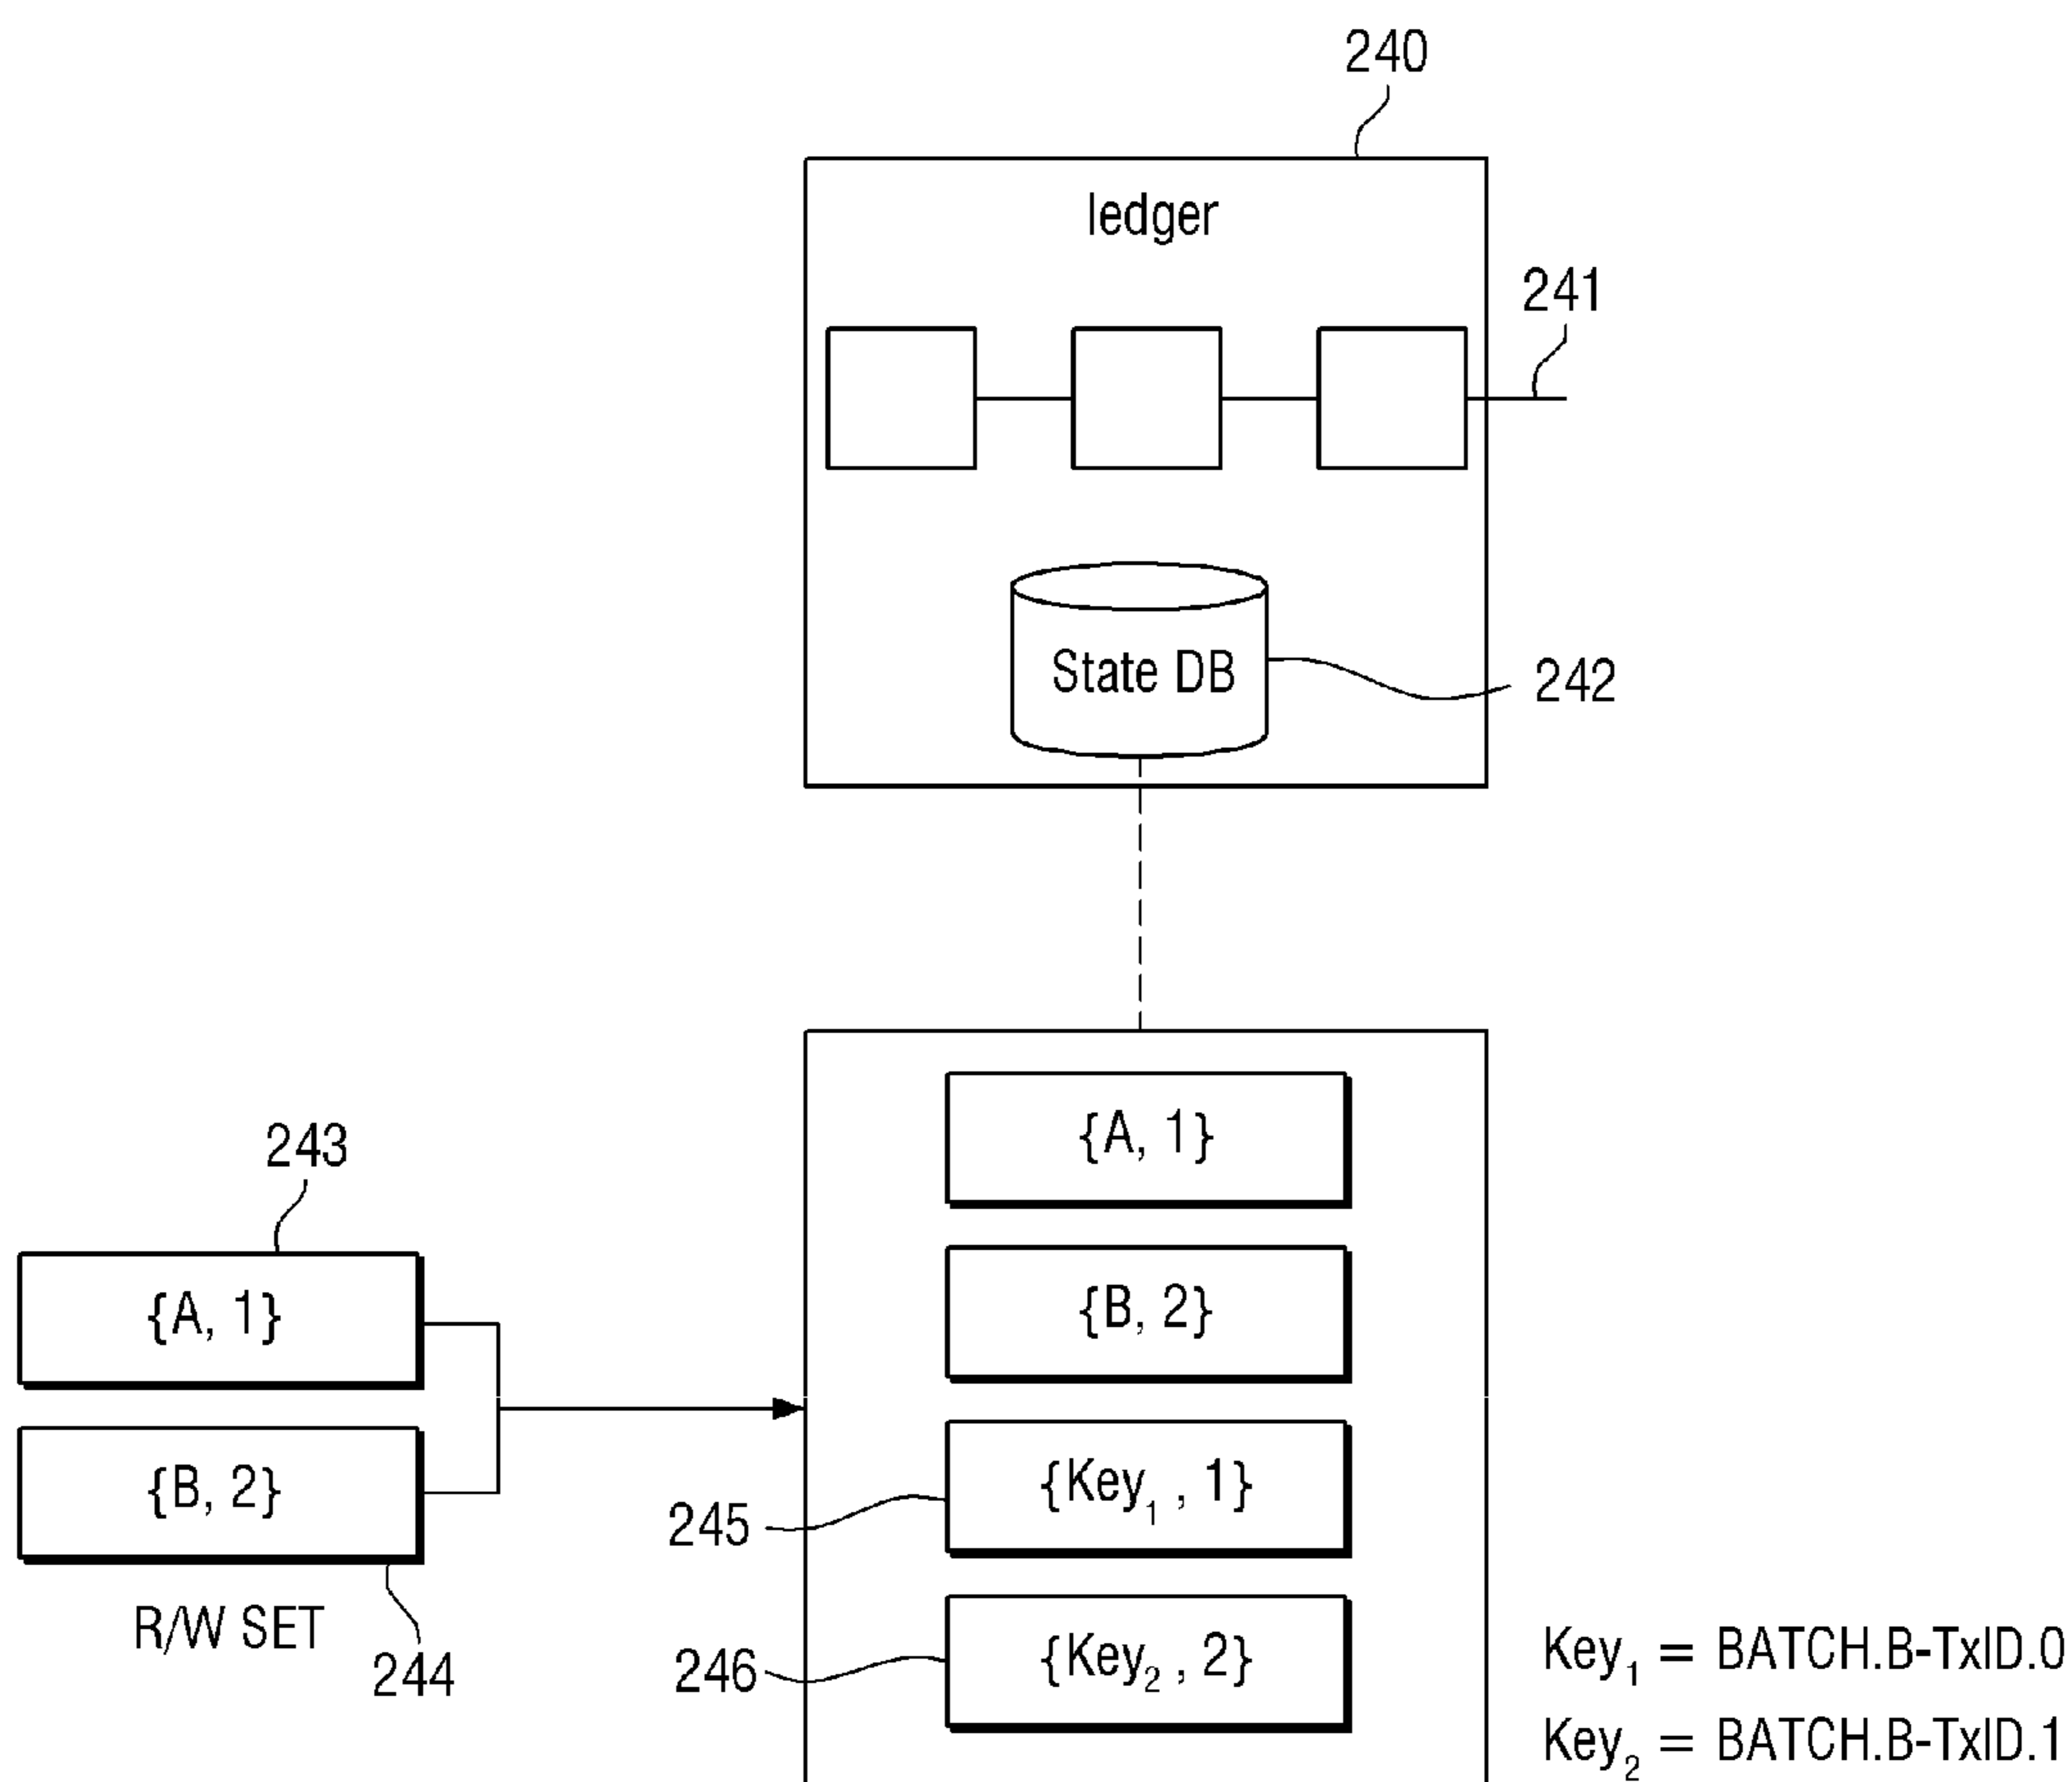 240
ledger
241
State DB
242
{A, 1}
243
{B, 2}
{A, 1}
{Key₁ , 1}
{B, 2}
245
R/W SET
{Key₂ , 2}
244
246
Key₁ = BATCH.B-TxID.0
Key₂ = BATCH.B-TxID.1